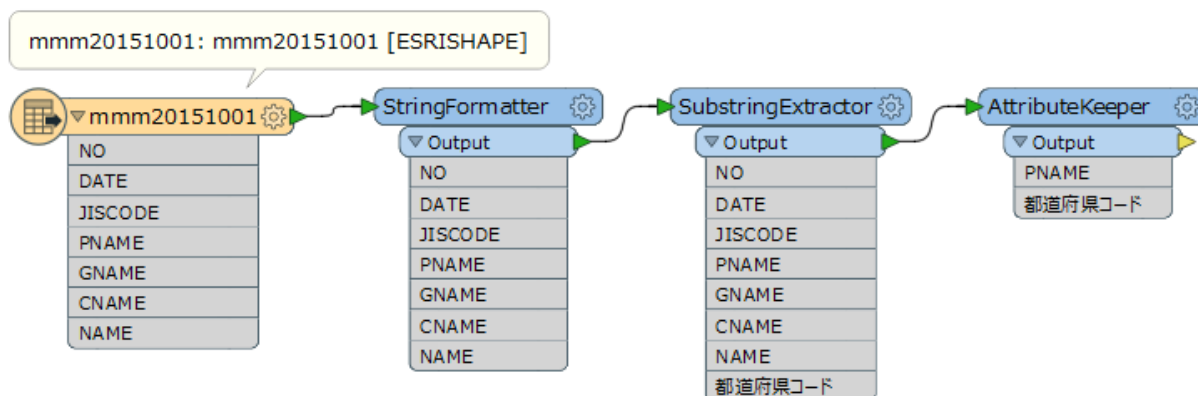 mmm20151001: mmm20151001 [ESRISHAPE]
mmm20151001
NO
DATE
JISCODE
PNAME
GNAME
CNAME
NAME
StringFormatter
Output
NO
DATE
JISCODE
PNAME
GNAME
CNAME
NAME
SubstringExtractor
Output
NO
DATE
JISCODE
PNAME
GNAME
CNAME
NAME
都道府県コード
AttributeKeeper
Output
PNAME
都道府県コード